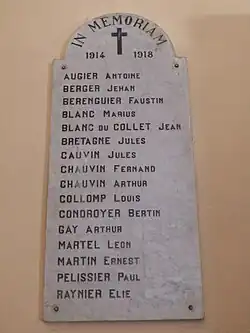 IN MEMORIAM
1914 1918
AUGIER ANTOINE
BERGER JEHAN
BERENGUIER FAUSTIN
BLANC MARIUS
BLANC DU COLLET JEAN
BRETAGNE JULES
CAUVIN JULES
CHAUVIN FERNAND
CHAUVIN ARTHUR
COLLOMP LOUIS
CONDROYER BERTIN
GAY ARTHUR
MARTEL LEON
MARTIN ERNEST
PELISSIER PAUL
RAYNIER ELIE